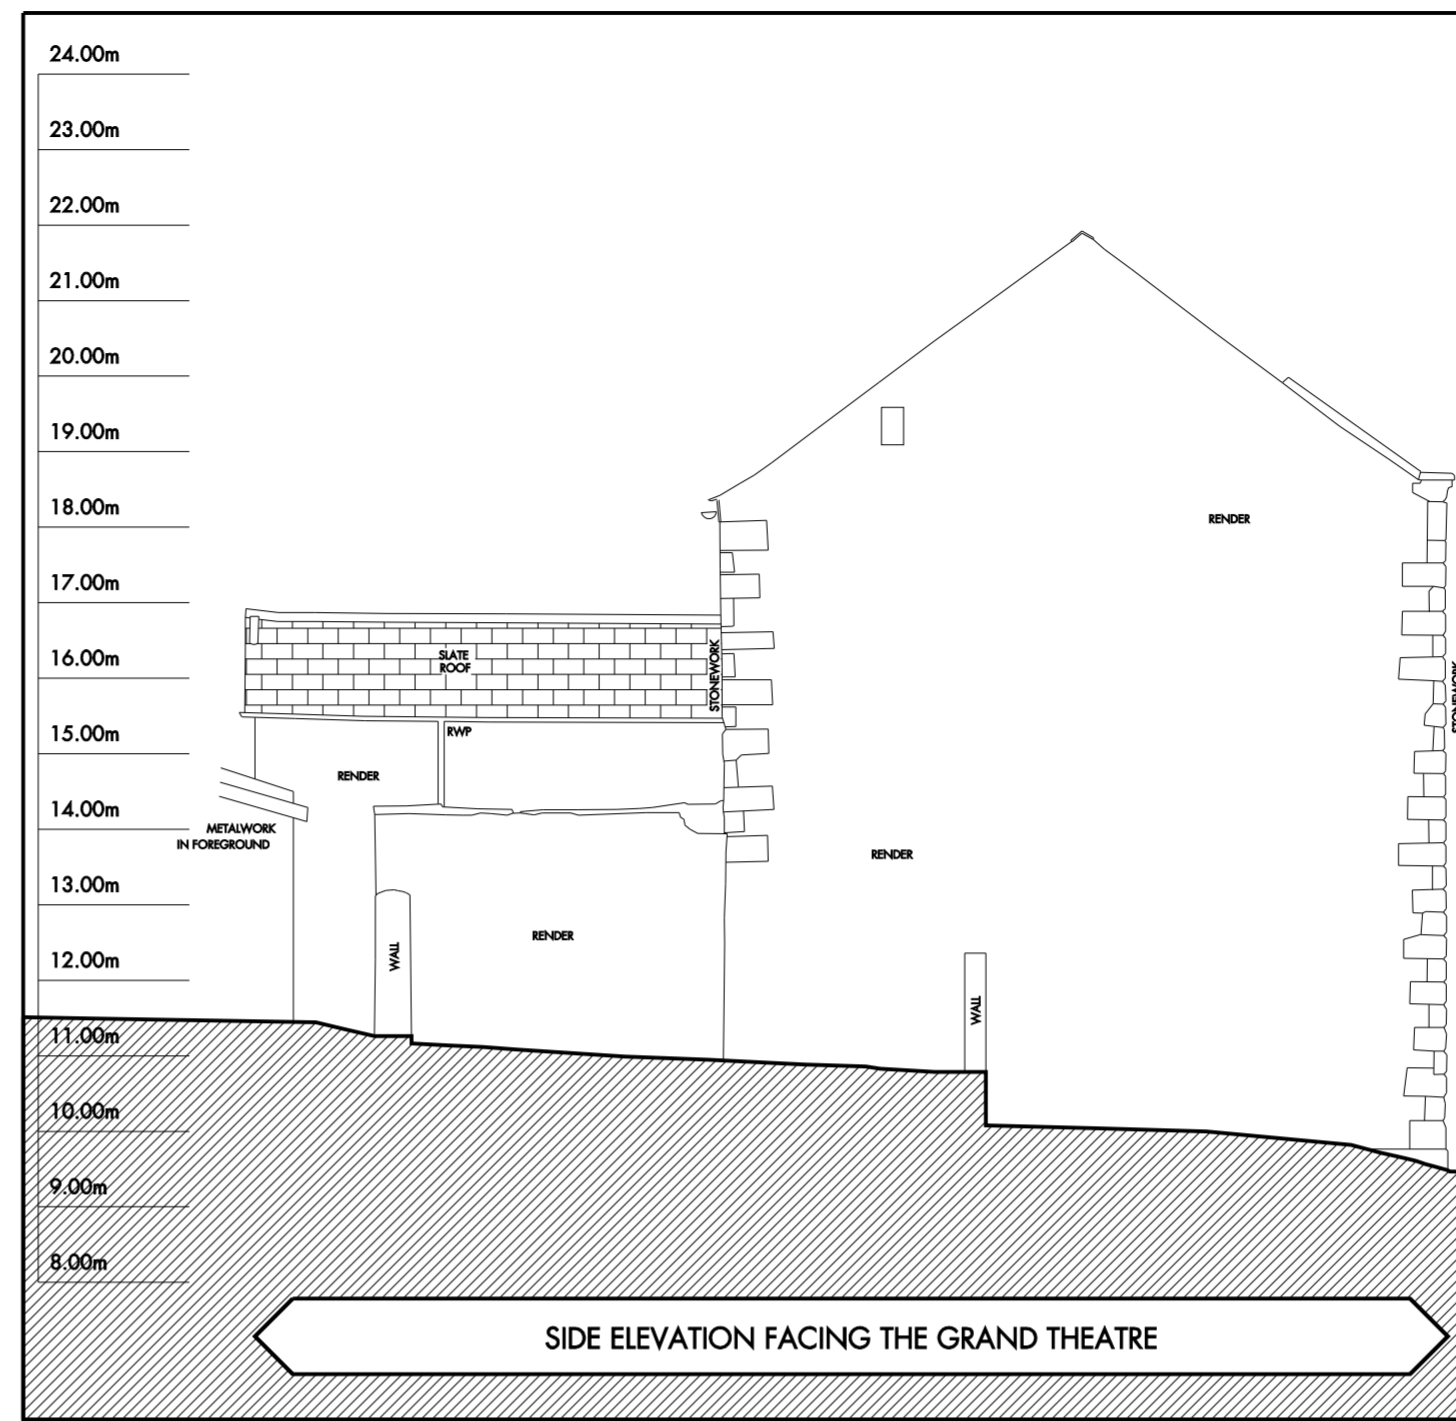 24.00m
23.00m
22.00m
21.00m
20.00m
19.00m
18.00m
RENDER
17.00m
16.00m
SLATE
ROOF
STONEWORK
STONEWORK
15.00m
RWP
RENDER
14.00m
METALWORK
IN FOREGROUND
RENDER
13.00m
RENDER
WALL
12.00m
WALL
11.00m
10.00m
9.00m
8.00m
SIDE ELEVATION FACING THE GRAND THEATRE